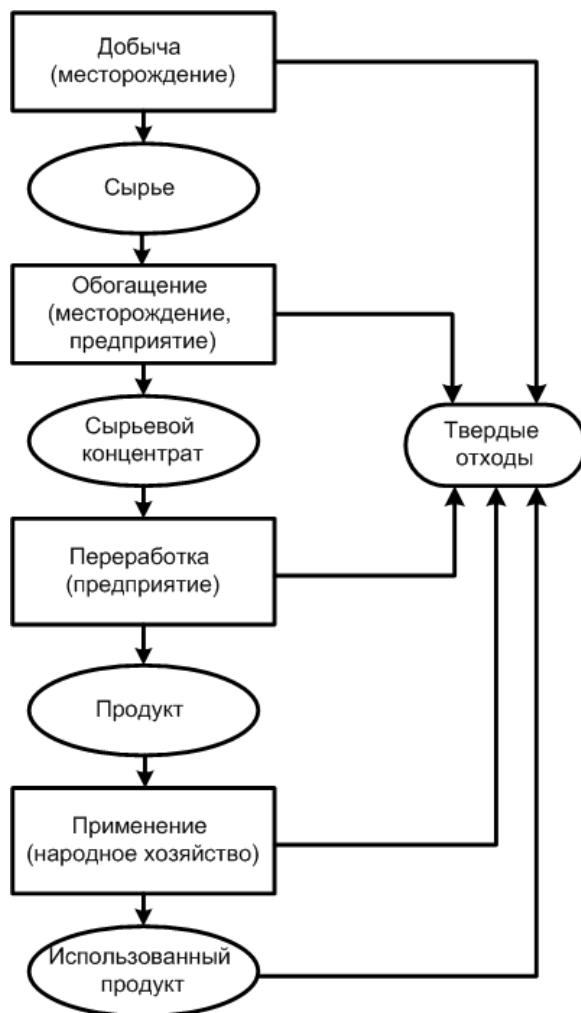 Добыча
(месторождение)
Сырье
Обогащение
(месторождение,
предприятие)
Сырьевой
концентрат
Твердые
отходы
Переработка
(предприятие)
Продукт
Применение
(народное хозяйство)
Использованный
продукт